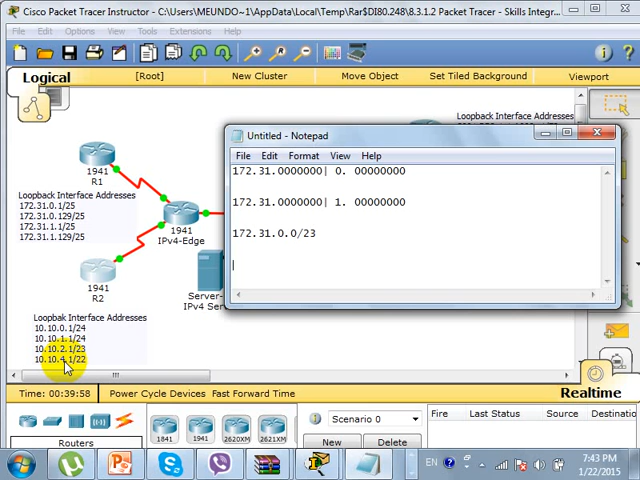 Cisco Packet Tracer Instructor - C:\Users\MEUNDO~1\AppData\Local\Temp\Rar$DI80.248\8.3.1.2 Packet Tracer - Skills Integr...
File Edit Options View Tools Extensions Help
Logical [Root] New Cluster Move Object Set Tiled Background Viewport
Loopback Interface Addresses
Untitled - Notepad
File Edit Format View Help
172.31.0000000| 0. 00000000
172.31.0000000| 1. 00000000
172.31.0.0/23
1941
R1
Loopback Interface Addresses
172.31.0.1/25
172.31.0.129/25
172.31.1.1/25
172.31.1.129/25
1941
IPv4-Edge
1941
R2
Server-
IPv4 Se
Loopbak Interface Addresses
10.10.0.1/24
10.10.1.1/24
10.10.2.1/23
10.10.4.1/22
Time: 00:39:58 Power Cycle Devices Fast Forward Time Realtime
Routers
1841 1941 2620XM 2621XM
Scenario 0
New Delete
Fire Last Status Source Destinatio
EN
7:43 PM
1/22/2015